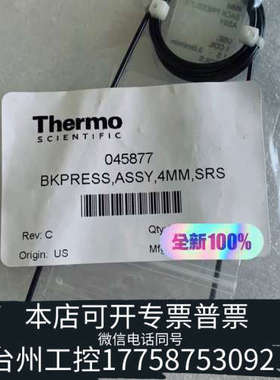 Thermo
SCIENTIFIC
045877
BKPRESS,ASSY,4MM,SRS
Rev: C
Qty:
Origin: US
Mfg
全新100%
本店可开专票普票
微信电话同号
台州工控17758753092